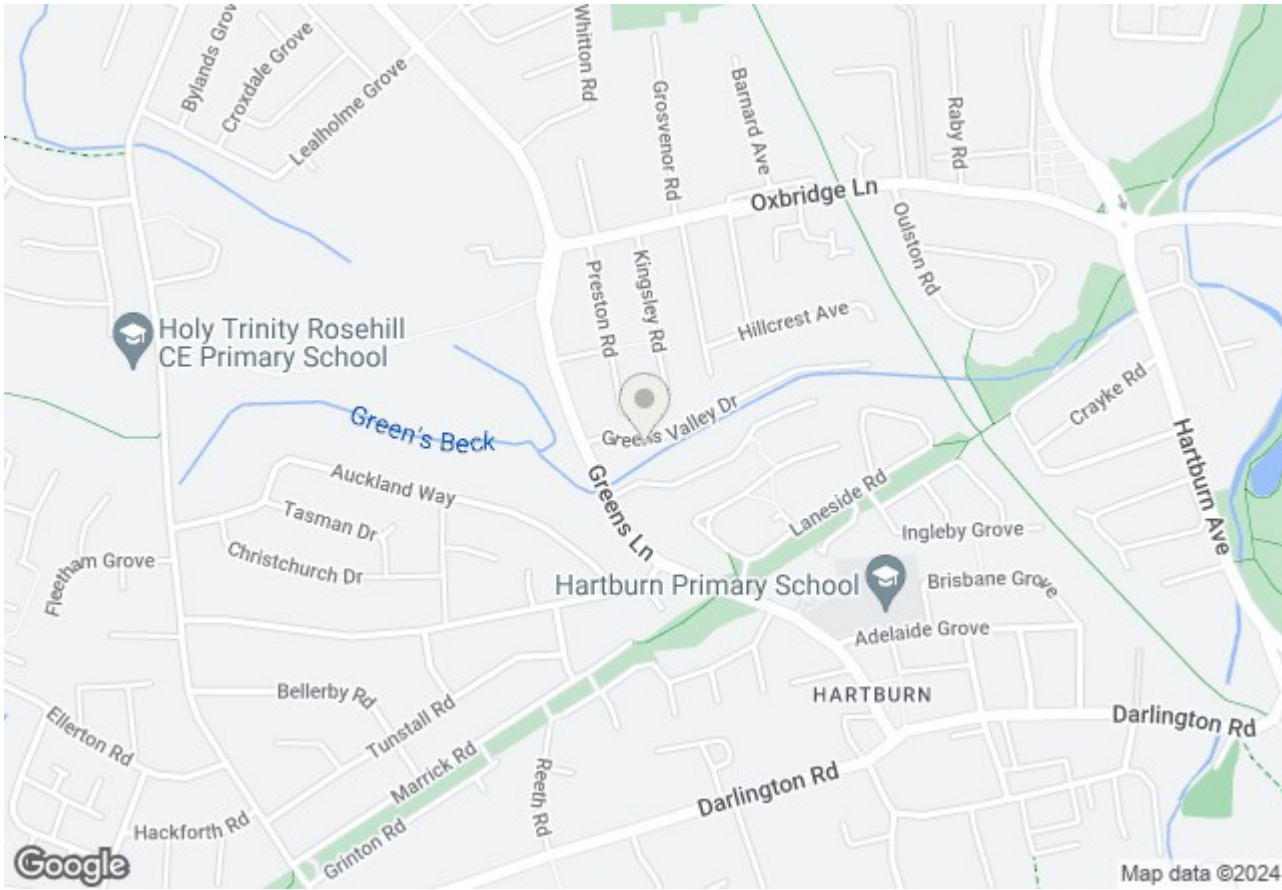 Bylands Grov
Croxdale Grove
Lealholme Grove
Whitton Rd
Grosvenor Rd
Barnard Ave
Raby Rd
Oxbridge Ln
Oulston Rd
Preston Rd
Kingsley Rd
Hillcrest Ave
Holy Trinity Rosehill
CE Primary School
Greens Valley Dr
Crayke Rd
Green's Beck
Hartburn Ave
Auckland Way
Greens Ln
Laneside Rd
Tasman Dr
Ingleby Grove
Christchurch Dr
Fleetham Grove
Hartburn Primary School
Brisbane Grove
Adelaide Grove
Bellerby Rd
HARTBURN
Ellerton Rd
Tunstall Rd
Darlington Rd
Marrick Rd
Reeth Rd
Darlington Rd
Hackforth Rd
Grinton Rd
Google
Map data ©2024